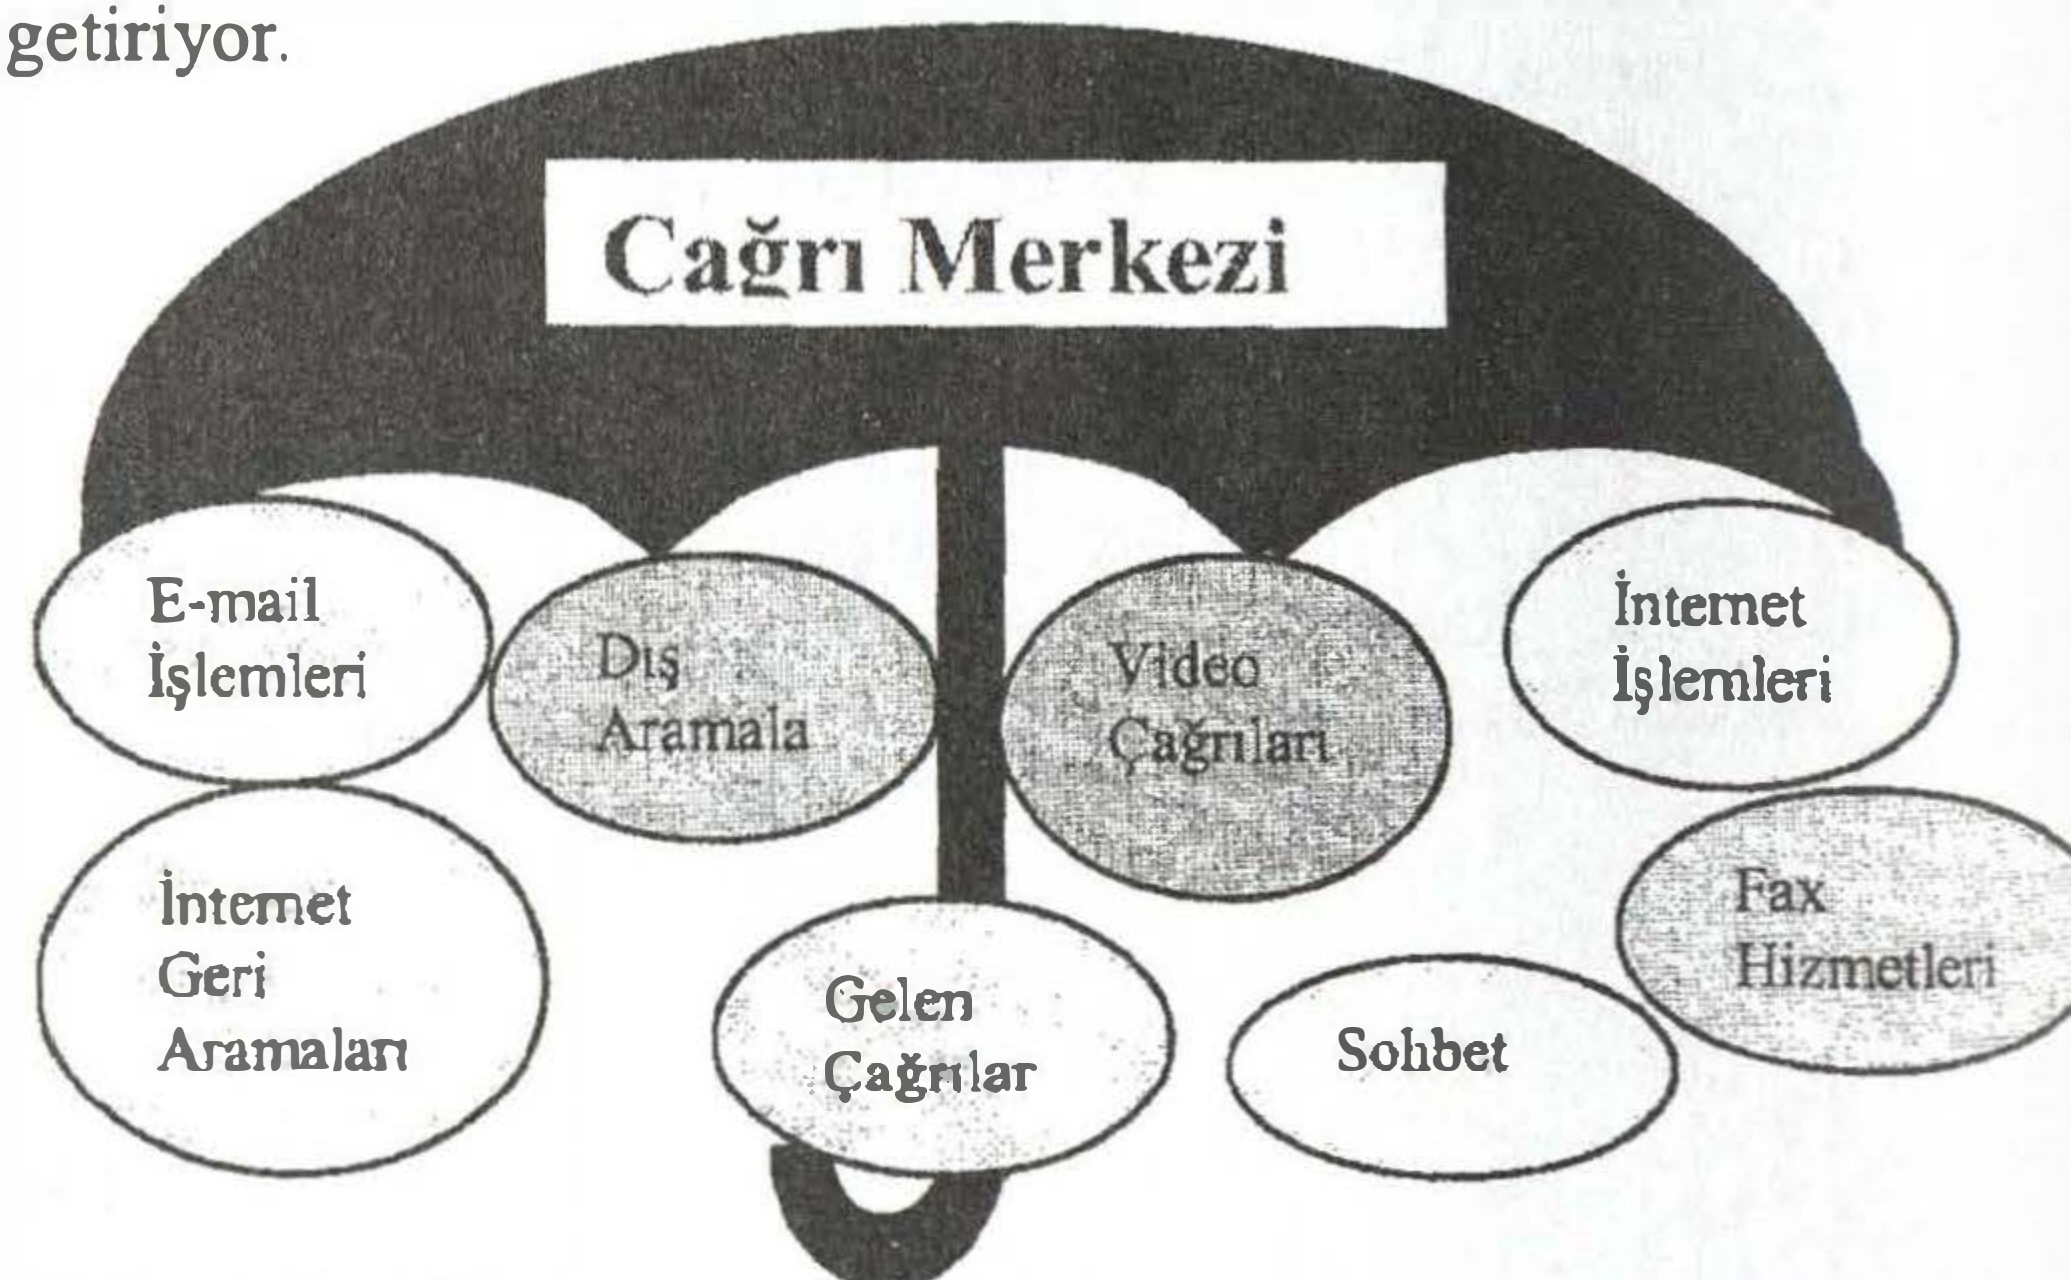 getiriyor.
Cağrı Merkezi
E-mail
İşlemleri
Dış
Aramala
Video
Çağrıları
İnternet
İşlemleri
İnternet
Geri
Aramaları
Gelen
Çağrılar
Sohbet
Fax
Hizmetleri